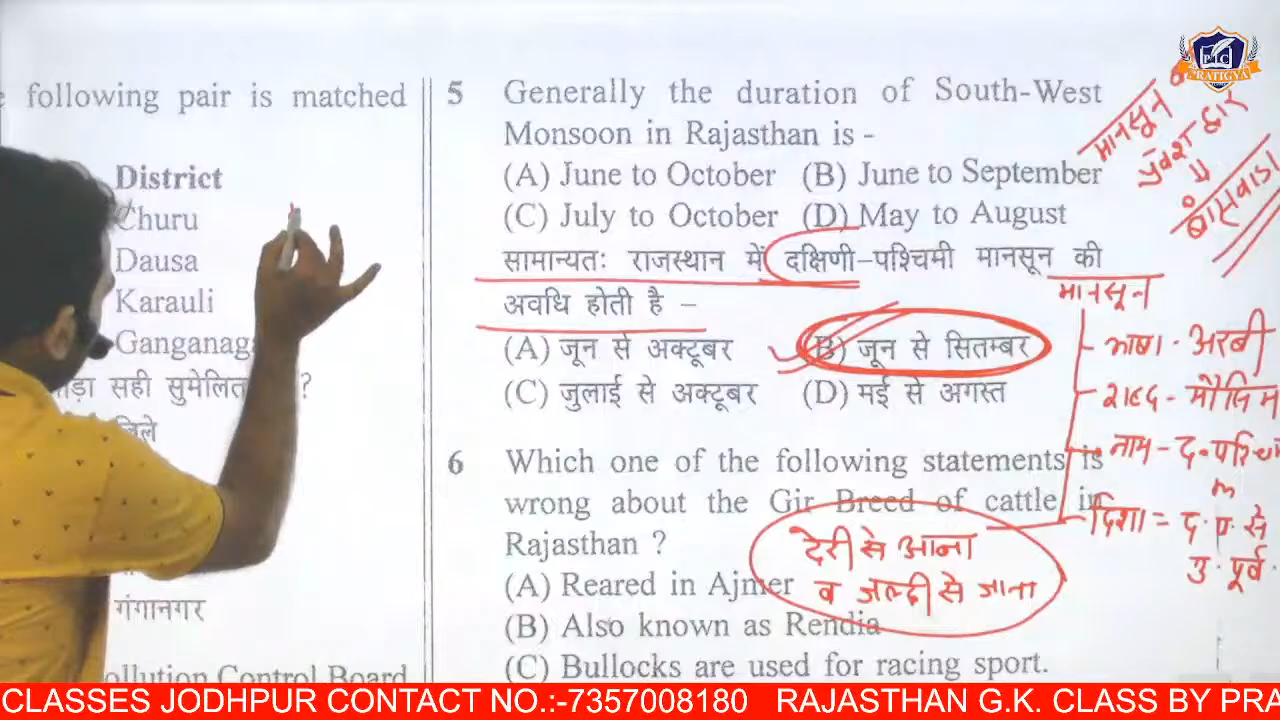 following pair is matched
District
Churu
Dausa
Karauli
सही सुमेलित ?
गंगानगर
ollution Control Board
5 Generally the duration of South-West
Monsoon in Rajasthan is -
(A) June to October (B) June to September
(C) July to October (D) May to August
सामान्यतः राजस्थान में दक्षिणी-पश्चिमी मानसून की
अवधि होती है –
(A) जून से अक्टूबर (B) जून से सितम्बर
(C) जुलाई से अक्टूबर (D) मई से अगस्त
6 Which one of the following statements is
wrong about the Gir Breed of cattle in
Rajasthan ?
(A) Reared in Ajmer
(B) Also known as Rendia
(C) Bullocks are used for racing sport.
देरी से आना
व जल्दी से जाना
मानसून
प्रवेश द्वार
बांसवाडा
मानसून
भाषा - अरबी
शब्द - मौसिम
नाम - द. पश्चिम
दिशा = द. प. से
उ. पूर्व
PRATIGYA
CLASSES JODHPUR CONTACT NO.:-7357008180 RAJASTHAN G.K. CLASS BY PRA